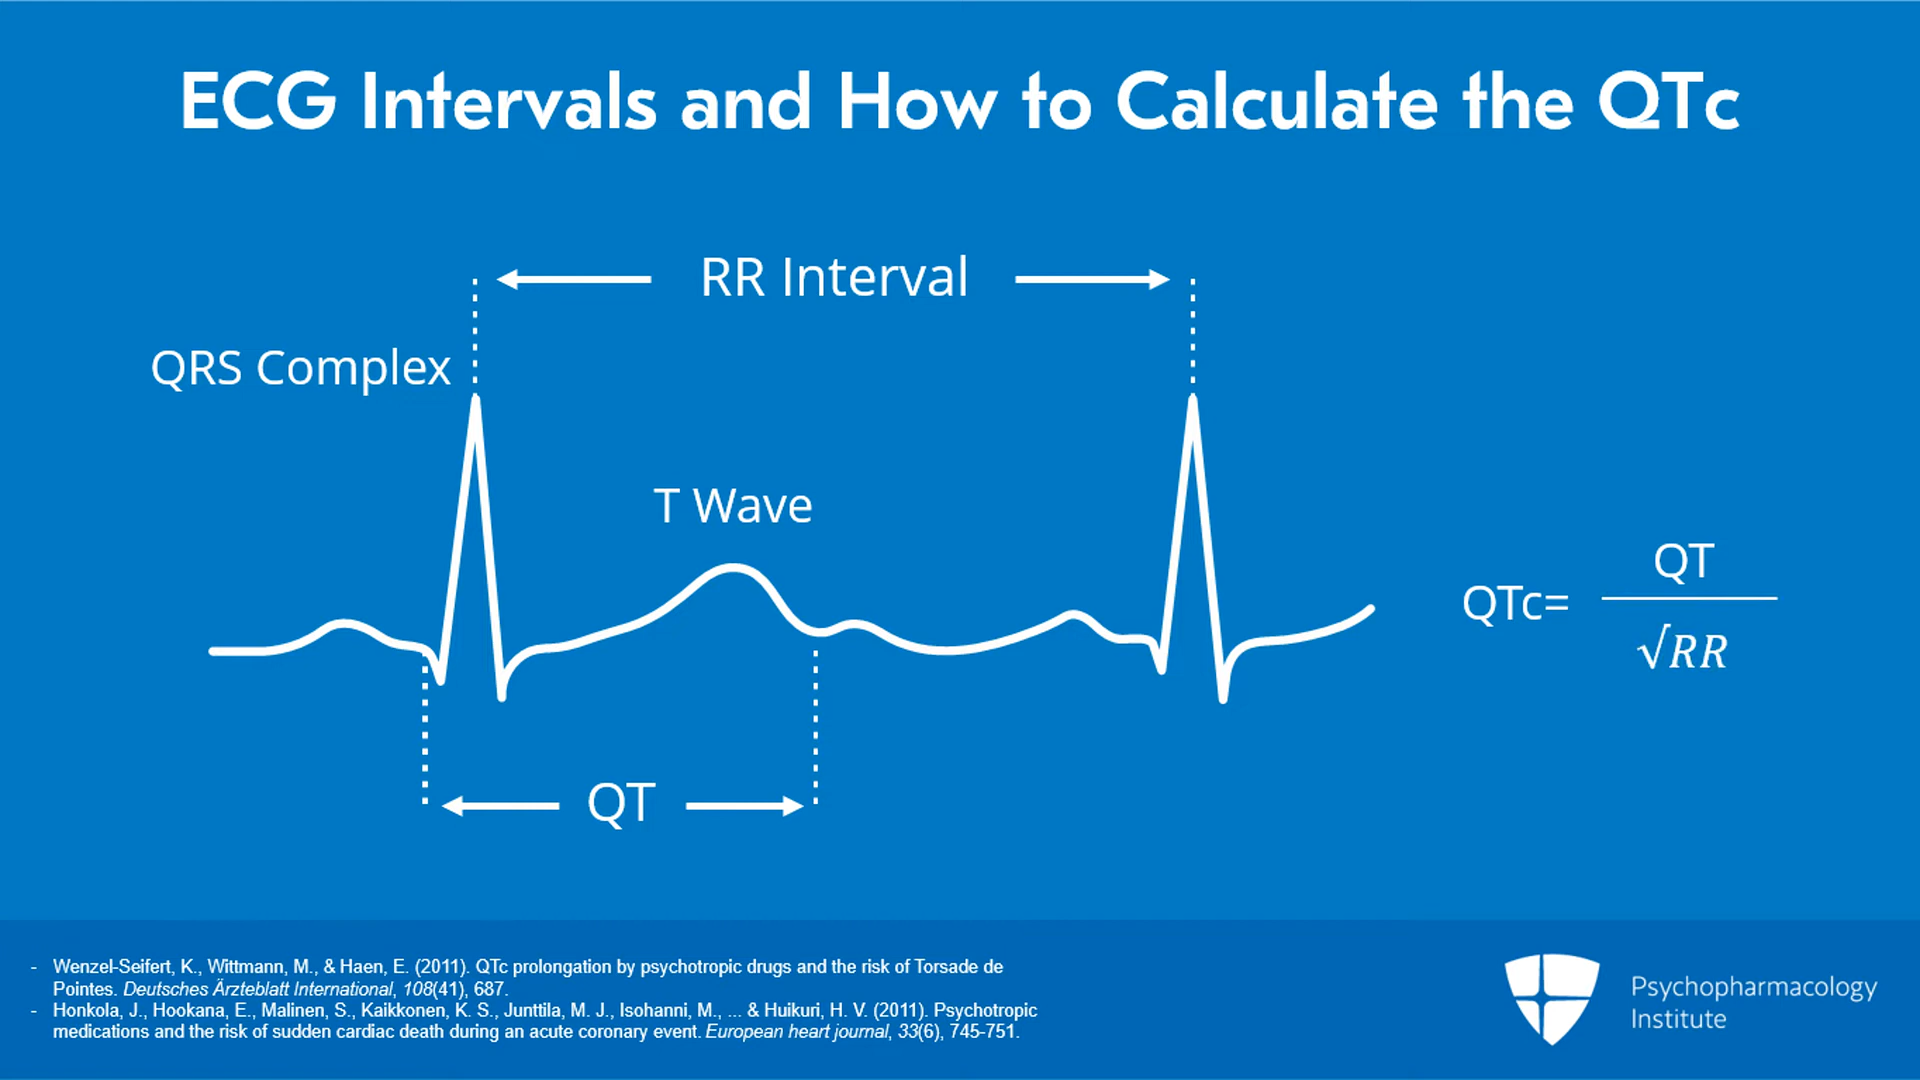 ECG Intervals and How to Calculate the QTc
RR Interval
QRS Complex
T Wave
QT
QTc=
√RR
QT
- Wenzel-Seifert, K., Wittmann, M., & Haen, E. (2011). QTc prolongation by psychotropic drugs and the risk of Torsade de
Pointes. Deutsches Ärzteblatt International, 108(41), 687.
- Honkola, J., Hookana, E., Malinen, S., Kaikkonen, K. S., Junttila, M. J., Isohanni, M., ... & Huikuri, H. V. (2011). Psychotropic
medications and the risk of sudden cardiac death during an acute coronary event. European heart journal, 33(6), 745-751.
Psychopharmacology
Institute